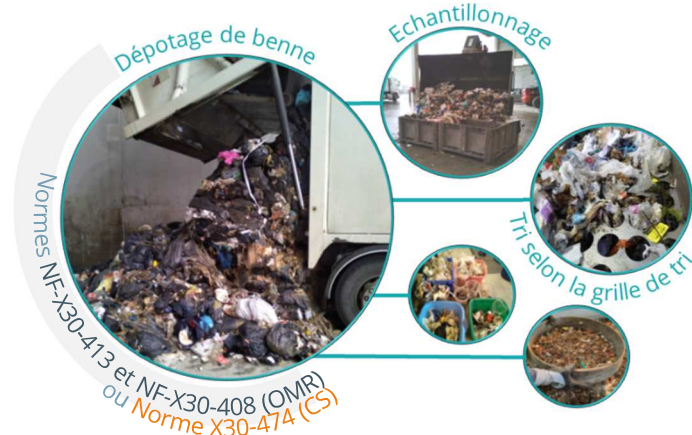 Dépotage de benne
Echantillonnage
Tri selon la grille de tri
Normes NF-X30-413 et NF-X30-408 (OMR)
ou Norme X30-474 (CS)